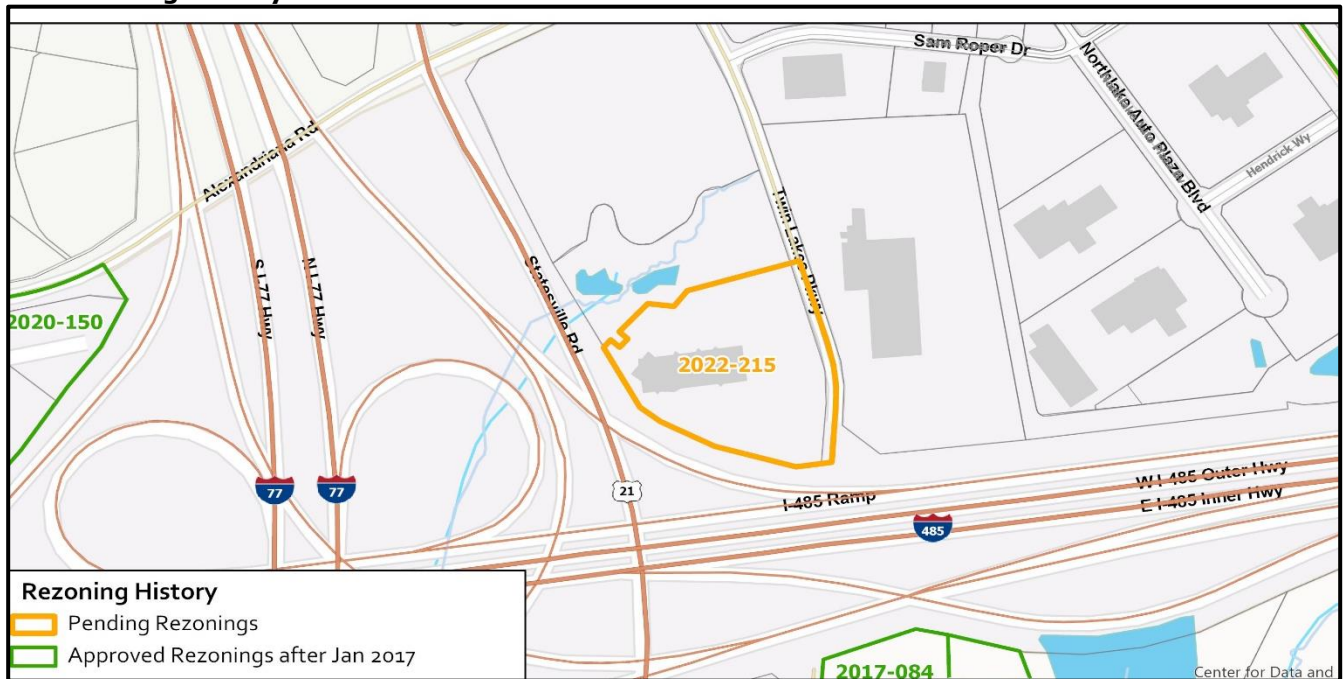 Sam Roper Dr
Northlake Auto Plaza Blvd
Hendrick Wy
Alexandriana Rd
S I-77 Hwy
N I-77 Hwy
Statesville Rd
Twin Lakes Pkwy
2020-150
2022-215
77
77
21
I-485 Ramp
W I-485 Outer Hwy
E I-485 Inner Hwy
485
Rezoning History
Pending Rezonings
Approved Rezonings after Jan 2017
2017-084
Center for Data and